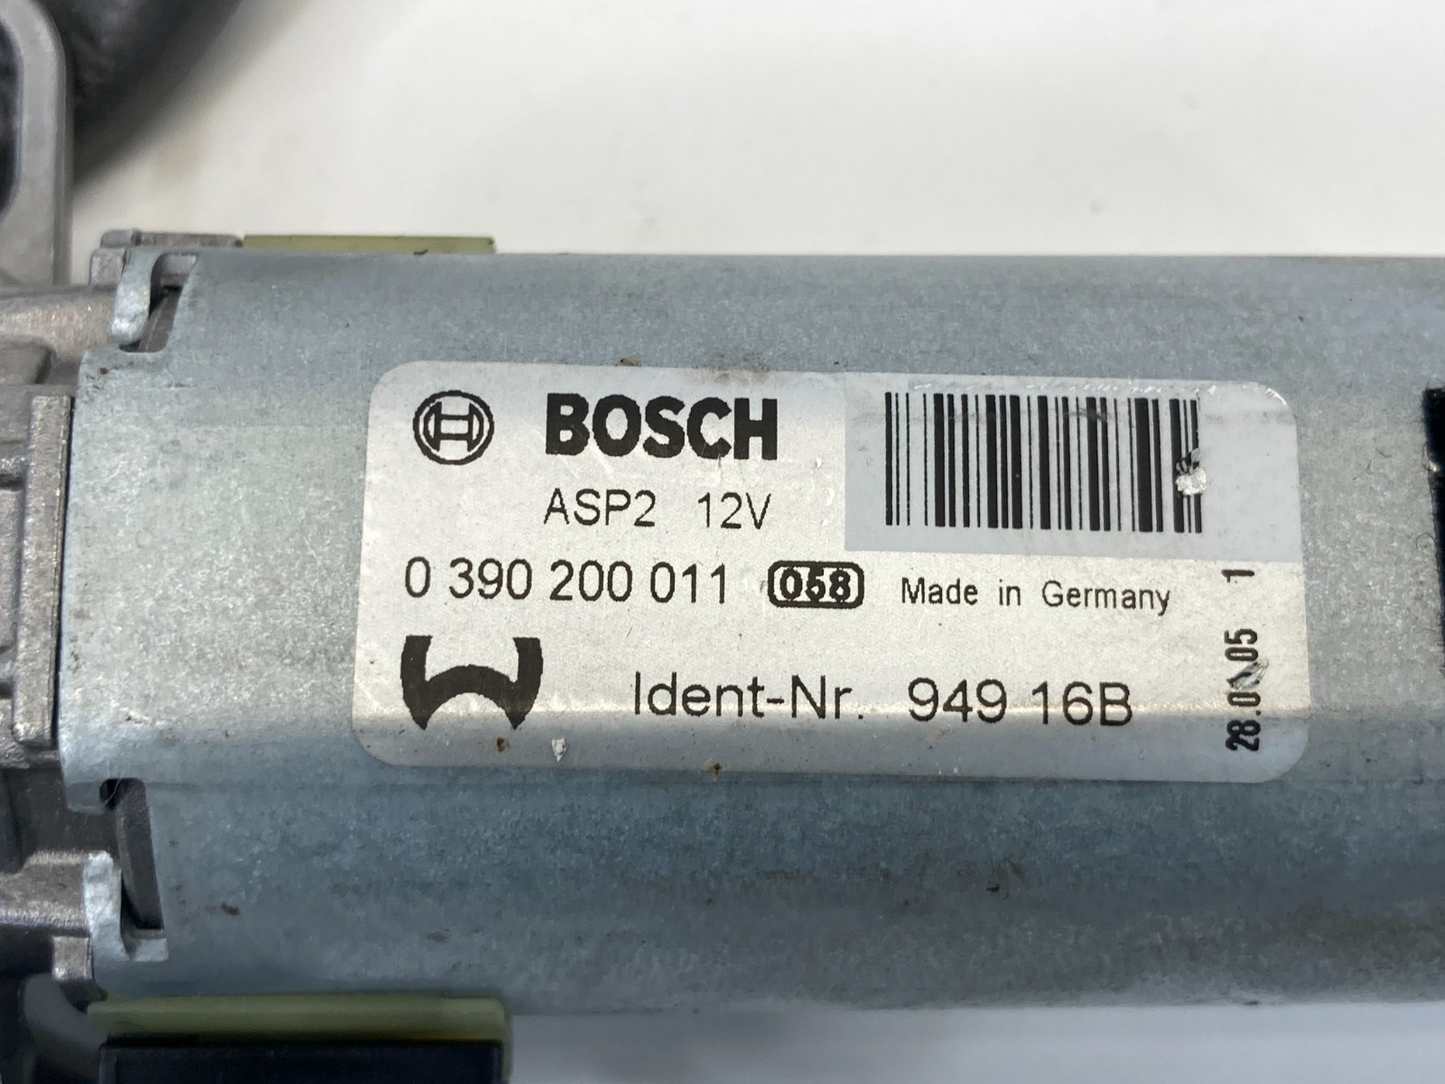 BOSCH
ASP2 12V
0 390 200 011 058 Made in Germany
Ident-Nr. 949 16B
1